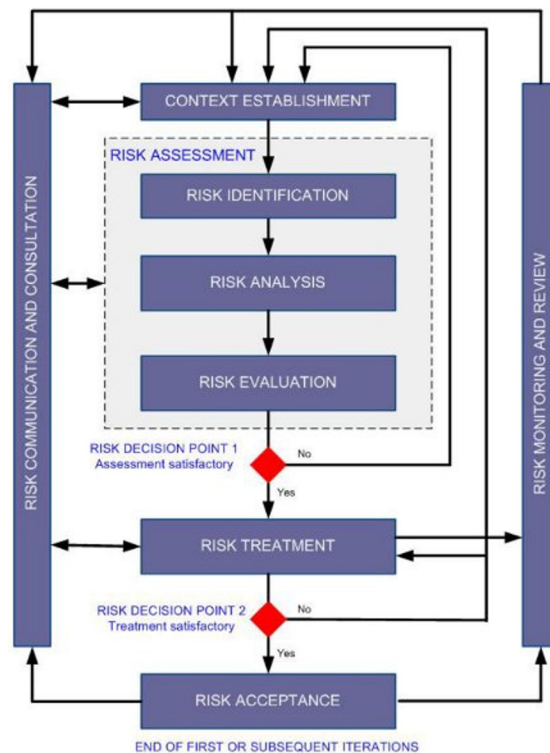 CONTEXT ESTABLISHMENT
RISK ASSESSMENT
RISK IDENTIFICATION
RISK ANALYSIS
RISK EVALUATION
RISK COMMUNICATION AND CONSULTATION
RISK MONITORING AND REVIEW
RISK DECISION POINT 1
Assessment satisfactory
No
Yes
RISK TREATMENT
RISK DECISION POINT 2
Treatment satisfactory
No
Yes
RISK ACCEPTANCE
END OF FIRST OR SUBSEQUENT ITERATIONS